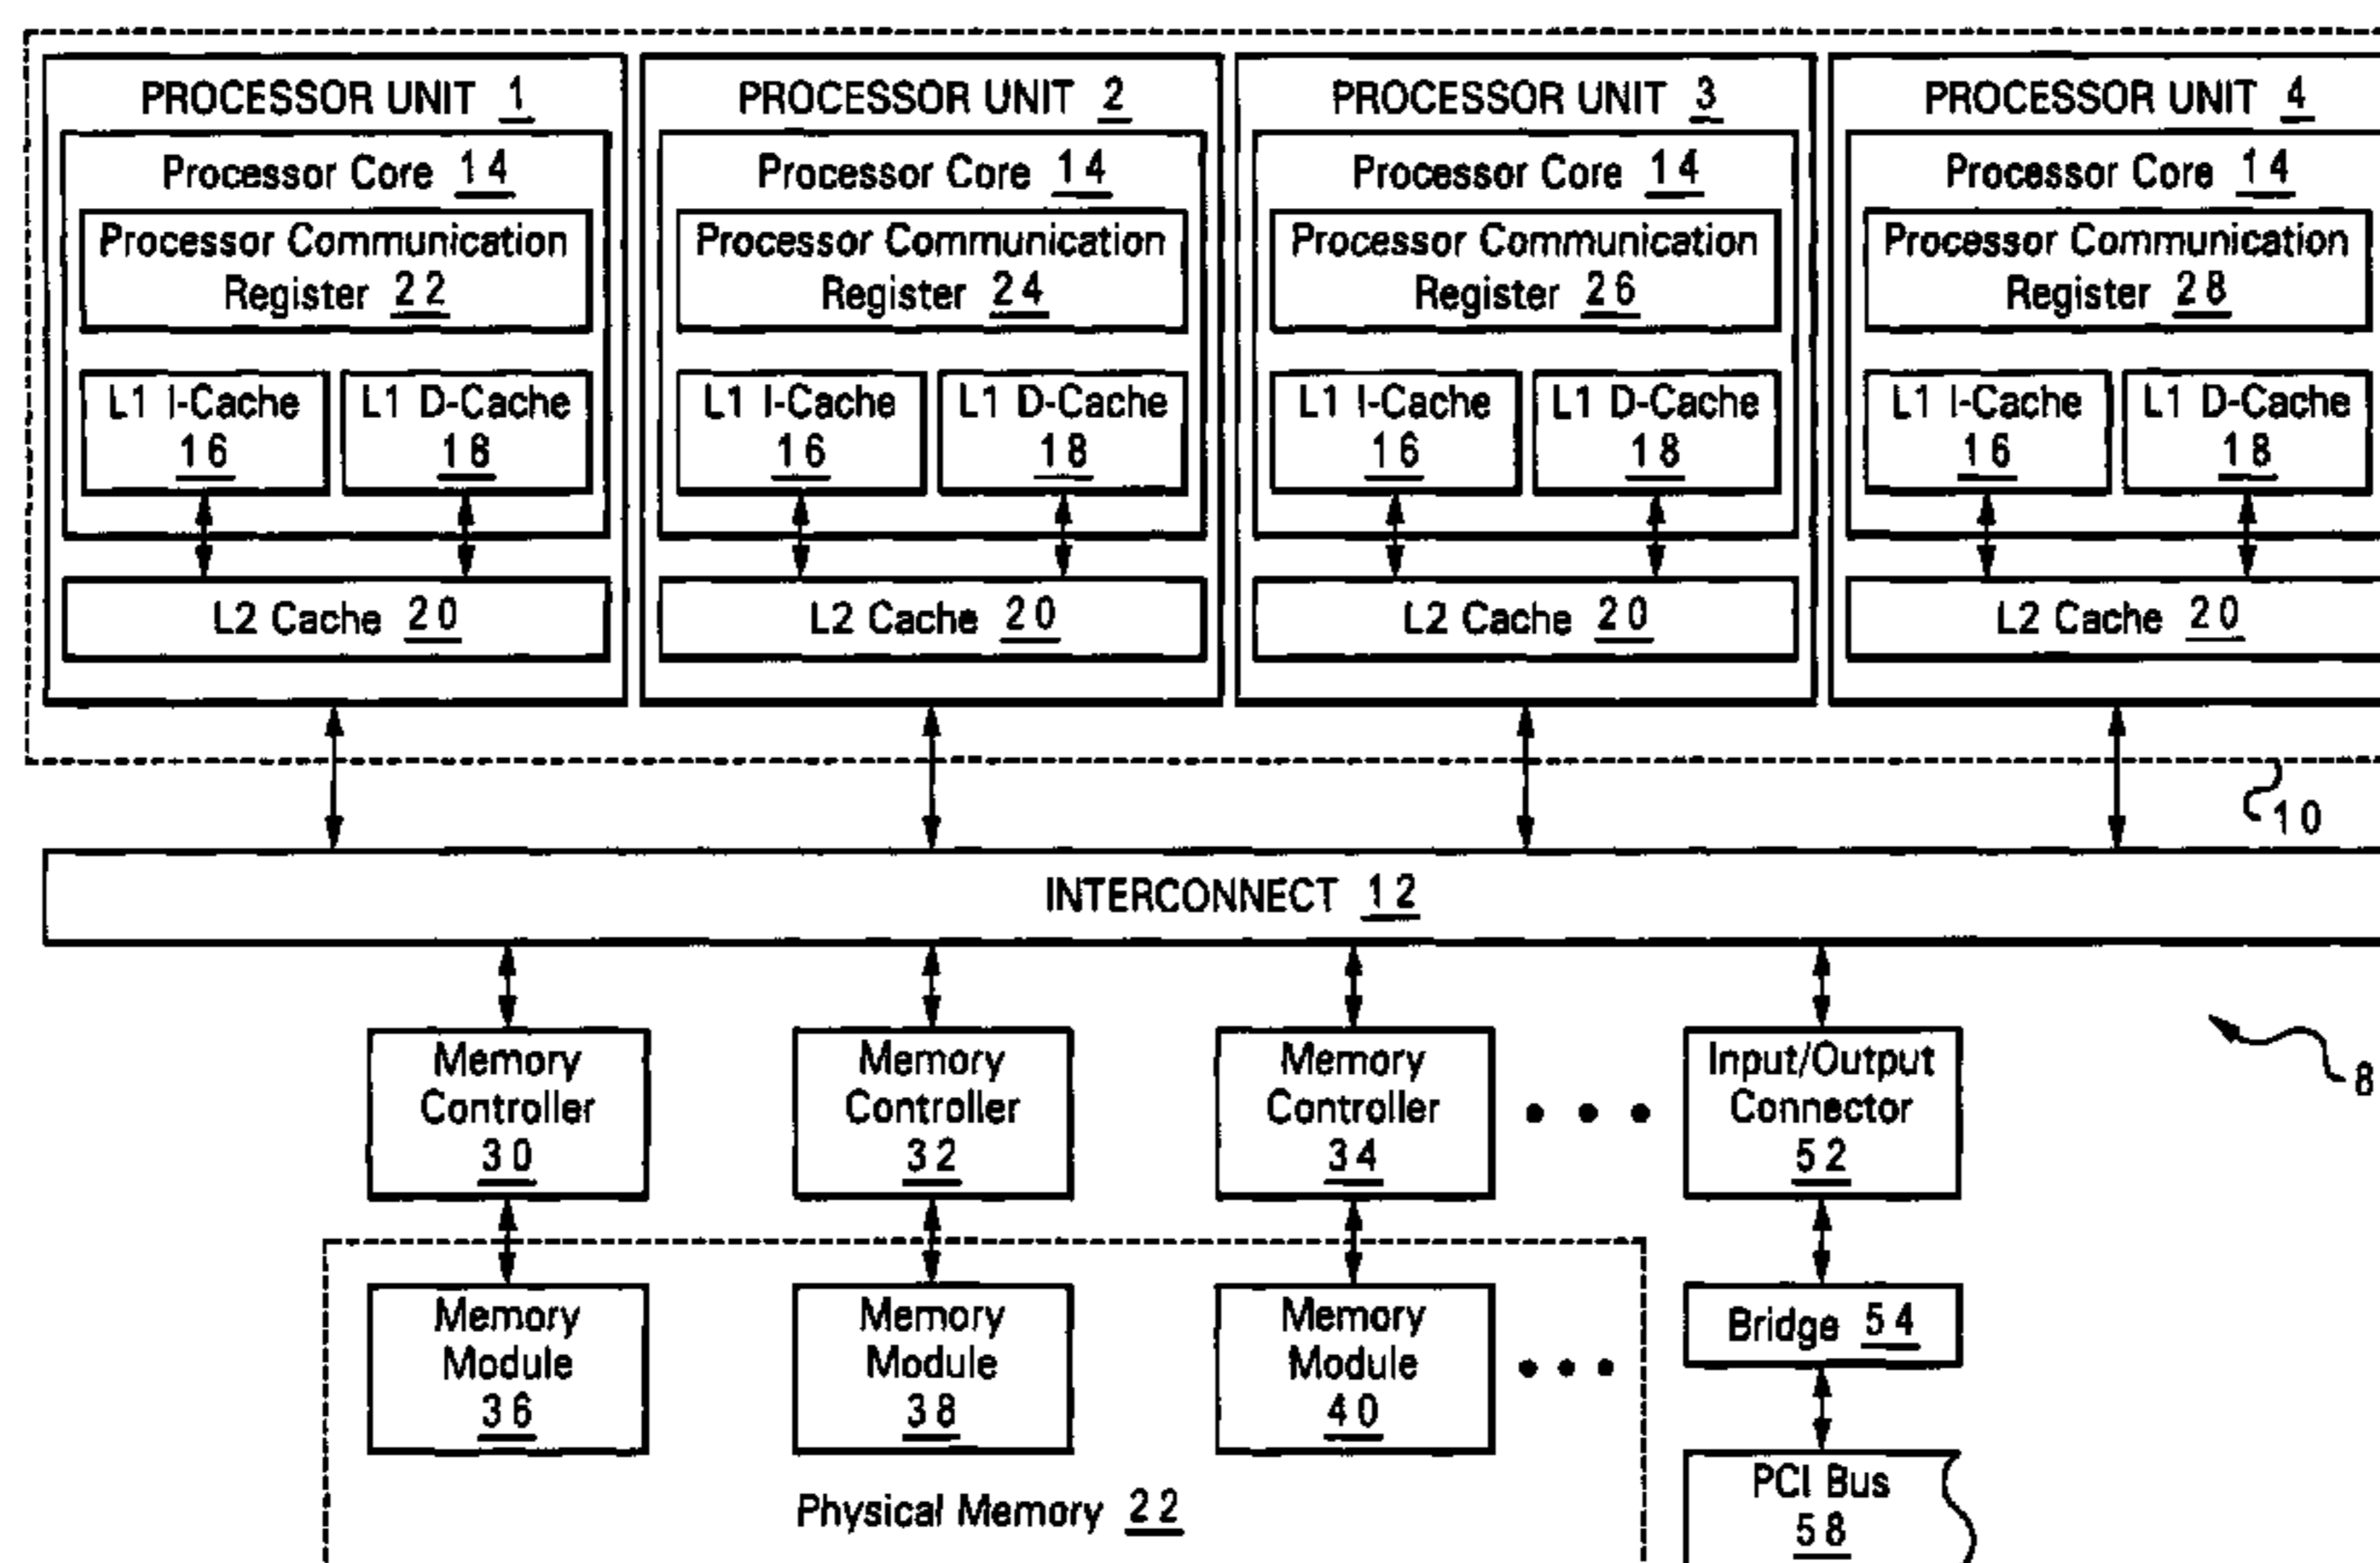 PROCESSOR UNIT 1
Processor Core 14
Processor Communication
Register 22
L1 I-Cache
16
L1 D-Cache
18
L2 Cache 20
PROCESSOR UNIT 2
Processor Core 14
Processor Communication
Register 24
L1 I-Cache
16
L1 D-Cache
18
L2 Cache 20
PROCESSOR UNIT 3
Processor Core 14
Processor Communication
Register 26
L1 I-Cache
16
L1 D-Cache
18
L2 Cache 20
PROCESSOR UNIT 4
Processor Core 14
Processor Communication
Register 28
L1 I-Cache
16
L1 D-Cache
18
L2 Cache 20
10
INTERCONNECT 12
8
Memory
Controller
30
Memory
Controller
32
Memory
Controller
34
Input/Output
Connector
52
Memory
Module
36
Memory
Module
38
Memory
Module
40
Bridge 54
Physical Memory 22
PCI Bus
58